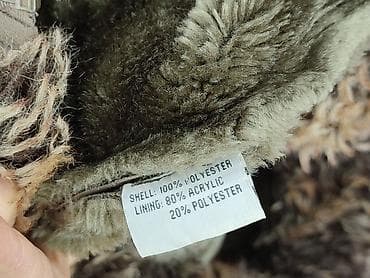 SHELL: 100% POLYESTER
LINING: 80% ACRYLIC
20% POLYESTER